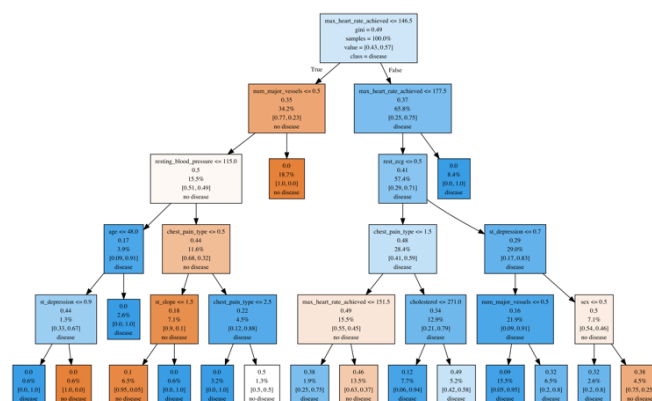 max_heart_rate_achieved <= 146.5
gini = 0.49
samples = 100.0%
value = [0.43, 0.57]
class = disease
True
False
num_major_vessels <= 0.5
0.35
34.2%
[0.77, 0.23]
no disease
max_heart_rate_achieved <= 177.5
0.37
65.8%
[0.25, 0.75]
disease
resting_blood_pressure <= 115.0
0.5
15.5%
[0.51, 0.49]
no disease
0.0
18.7%
[1.0, 0.0]
no disease
rest_ecg <= 0.5
0.41
57.4%
[0.29, 0.71]
disease
0.0
8.4%
[0.0, 1.0]
disease
age <= 48.0
0.17
3.9%
[0.09, 0.91]
disease
chest_pain_type <= 0.5
0.44
11.6%
[0.68, 0.32]
no disease
chest_pain_type <= 1.5
0.48
28.4%
[0.41, 0.59]
disease
st_depression <= 0.7
0.29
29.0%
[0.17, 0.83]
disease
st_depression <= 0.9
0.44
1.3%
[0.33, 0.67]
disease
0.0
2.6%
[0.0, 1.0]
disease
st_slope <= 1.5
0.18
7.1%
[0.9, 0.1]
no disease
chest_pain_type <= 2.5
0.22
4.5%
[0.12, 0.88]
disease
max_heart_rate_achieved <= 151.5
0.49
15.5%
[0.55, 0.45]
no disease
cholesterol <= 271.0
0.34
12.9%
[0.21, 0.79]
disease
num_major_vessels <= 0.5
0.16
21.9%
[0.09, 0.91]
disease
sex <= 0.5
0.5
7.1%
[0.54, 0.46]
no disease
0.0
0.6%
[0.0, 1.0]
disease
0.0
0.6%
[1.0, 0.0]
no disease
0.1
6.5%
[0.95, 0.05]
no disease
0.0
0.6%
[0.0, 1.0]
disease
0.0
3.2%
[0.0, 1.0]
disease
0.5
1.3%
[0.5, 0.5]
no disease
0.38
1.9%
[0.25, 0.75]
disease
0.46
13.5%
[0.63, 0.37]
no disease
0.12
7.7%
[0.06, 0.94]
disease
0.49
5.2%
[0.42, 0.58]
disease
0.09
15.5%
[0.05, 0.95]
disease
0.32
6.5%
[0.2, 0.8]
disease
0.32
2.6%
[0.2, 0.8]
disease
0.38
4.5%
[0.75, 0.25]
no disease